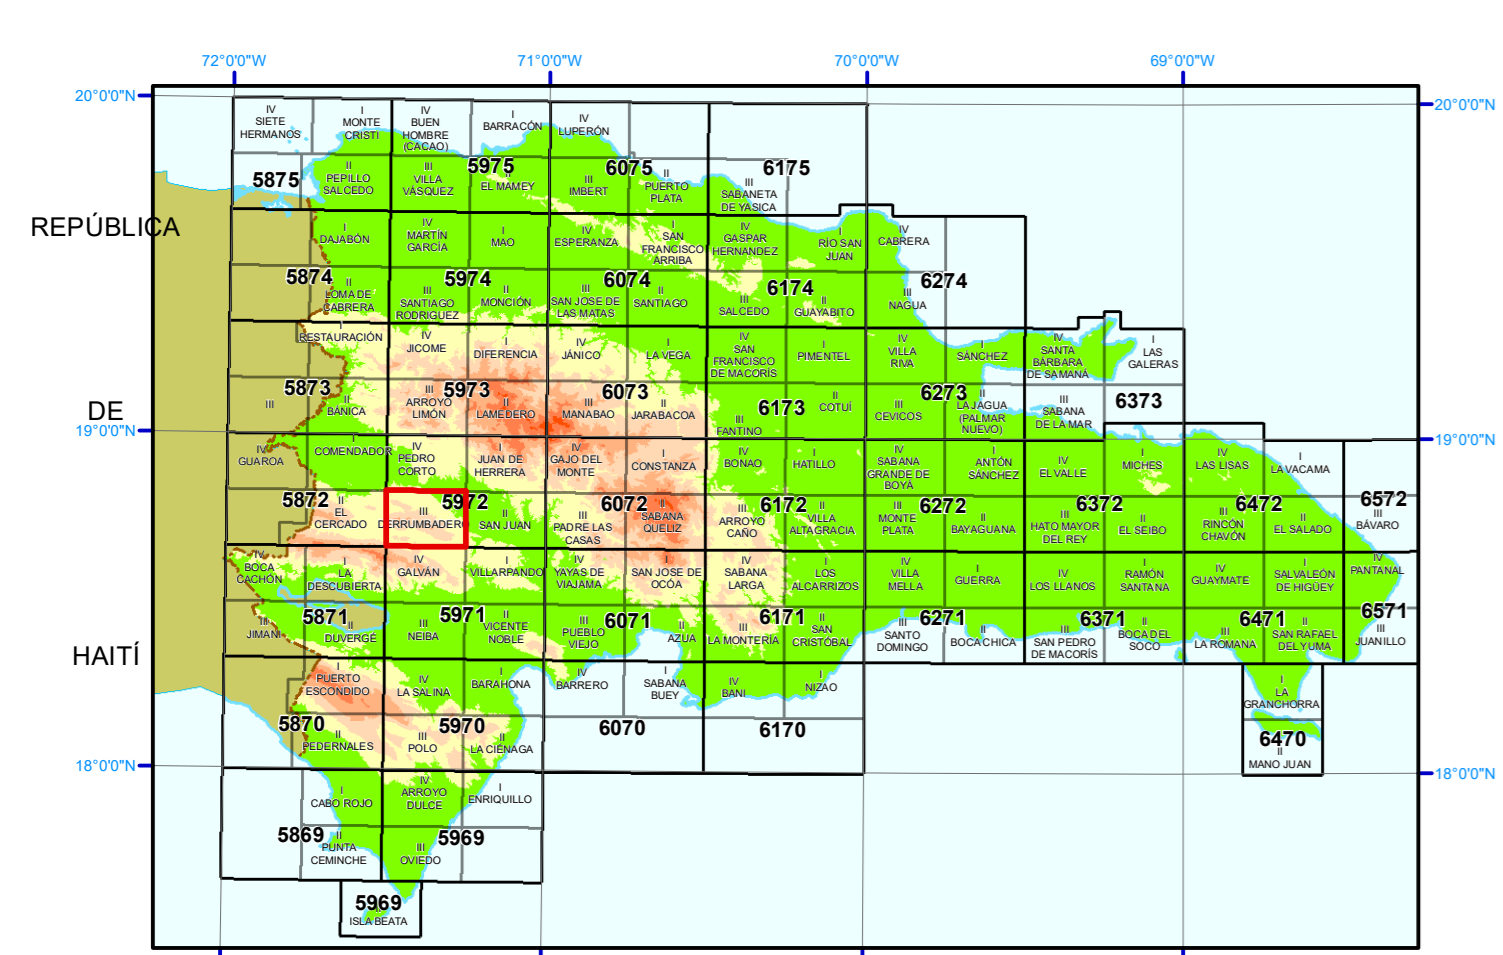 72°0'0"W 71°0'0"W 70°0'0"W 69°0'0"W
20°0'0"N 20°0'0"N
IV
SIETE
HERMANOS
I
MONTE
CRISTI
IV
BUEN
HOMBRE
(CACAO)
I
BARRACÓN
IV
LUPERÓN
5875
II
PEPILLO
SALCEDO
III
VILLA
VÁSQUEZ
5975
II
EL MAMEY
III
IMBERT
6075
II
PUERTO
PLATA
III
SABANETA
DE YASICA
6175
REPÚBLICA
I
DAJABÓN
IV
MARTÍN
GARCÍA
I
MAO
IV
ESPERANZA
I
SAN
FRANCISCO
ARRIBA
IV
GASPAR
HERNANDEZ
I
RÍO SAN
JUAN
IV
CABRERA
5874
II
LOMA DE
CABRERA
III
SANTIAGO
RODRIGUEZ
5974
II
MONCIÓN
III
SAN JOSE DE
LAS MATAS
6074
II
SANTIAGO
III
SALCEDO
6174
II
GUAYABITO
III
NAGUA
6274
I
RESTAURACIÓN
IV
JICOME
I
DIFERENCIA
IV
JÁNICO
I
LA VEGA
IV
SAN
FRANCISCO
DE MACORÍS
I
PIMENTEL
IV
VILLA
RIVA
I
SÁNCHEZ
IV
SANTA
BÁRBARA
DE SAMANÁ
I
LAS
GALERAS
DE
III
5873
II
BÁNICA
III
ARROYO
LIMÓN
5973
II
LAMEDERO
III
MANABAO
6073
II
JARABACOA
III
FANTINO
6173
II
COTUÍ
III
CEVICOS
6273
II
LA JAGUA
(PALMAR
NUEVO)
III
SABANA
DE LA MAR
6373
19°0'0"N 19°0'0"N
IV
GUAROA
I
COMENDADOR
IV
PEDRO
CORTO
I
JUAN DE
HERRERA
IV
GAJO DEL
MONTE
I
CONSTANZA
IV
BONAO
I
HATILLO
IV
SABANA
GRANDE DE
BOYÁ
I
ANTÓN
SÁNCHEZ
IV
EL VALLE
I
MICHES
IV
LAS LISAS
I
LA VACAMA
5872
II
EL
CERCADO
III
DERRUMBADERO
5972
II
SAN JUAN
III
PADRE LAS
CASAS
6072
II
SABANA
QUELIZ
III
ARROYO
CAÑO
6172
II
VILLA
ALTAGRACIA
III
MONTE
PLATA
6272
II
BAYAGUANA
III
HATO MAYOR
DEL REY
6372
II
EL SEIBO
III
RINCÓN
CHAVÓN
6472
II
EL SALADO
6572
III
BÁVARO
IV
BOCA
CACHÓN
I
LA
DESCUBIERTA
IV
GALVÁN
I
VILLARPANDO
IV
YAYAS DE
VIAJAMA
I
SAN JOSE DE
OCÓA
IV
SABANA
LARGA
I
LOS
ALCARRIZOS
IV
VILLA
MELLA
I
GUERRA
IV
LOS LLANOS
I
RAMÓN
SANTANA
IV
GUAYMATE
I
SALVALEÓN
DE HIGÜEY
IV
PANTANAL
III
JIMANÍ
5871
II
DUVERGÉ
III
NEIBA
5971
II
VICENTE
NOBLE
III
PUEBLO
VIEJO
6071
II
AZUA
III
LA MONTERÍA
6171
II
SAN
CRISTÓBAL
III
SANTO
DOMINGO
6271
II
BOCA CHICA
III
SAN PEDRO
DE MACORÍS
6371
II
BOCA DEL
SOCO
III
LA ROMANA
6471
II
SAN RAFAEL
DEL YUMA
6571
III
JUANILLO
HAITÍ
I
PUERTO
ESCONDIDO
IV
LA SALINA
I
BARAHONA
IV
BARRERO
I
SABANA
BUEY
IV
BANI
I
NIZAO
I
LA
GRANCHORRA
5870
II
PEDERNALES
III
POLO
5970
II
LA CIÉNAGA
6070
6170
6470
II
MANO JUAN
18°0'0"N 18°0'0"N
I
CABO ROJO
IV
ARROYO
DULCE
I
ENRIQUILLO
5869
II
PUNTA
CEMINCHE
III
OVIEDO
5969
5969
ISLA BEATA